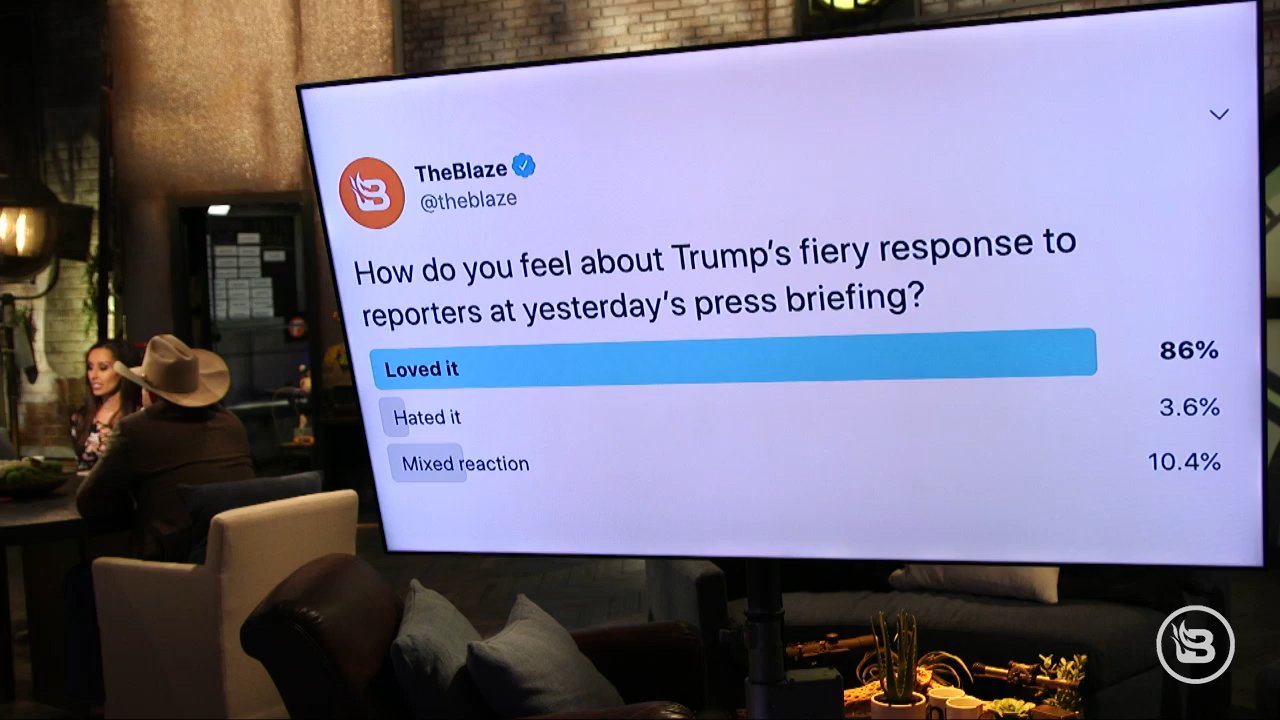 TheBlaze
@theblaze
How do you feel about Trump's fiery response to
reporters at yesterday's press briefing?
Loved it 86%
Hated it 3.6%
Mixed reaction 10.4%